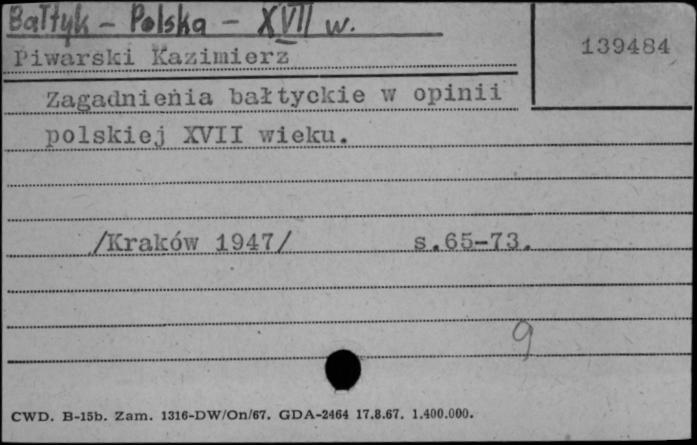 Bałtyk - Polska - XVII w.
139484
Piwarski Kazimierz
Zagadnienia bałtyckie w opinii
polskiej XVII wieku.
/Kraków 1947/ s.65-73.
9
CWD. B-15b. Zam. 1316-DW/On/67. GDA-2464 17.8.67. 1.400.000.